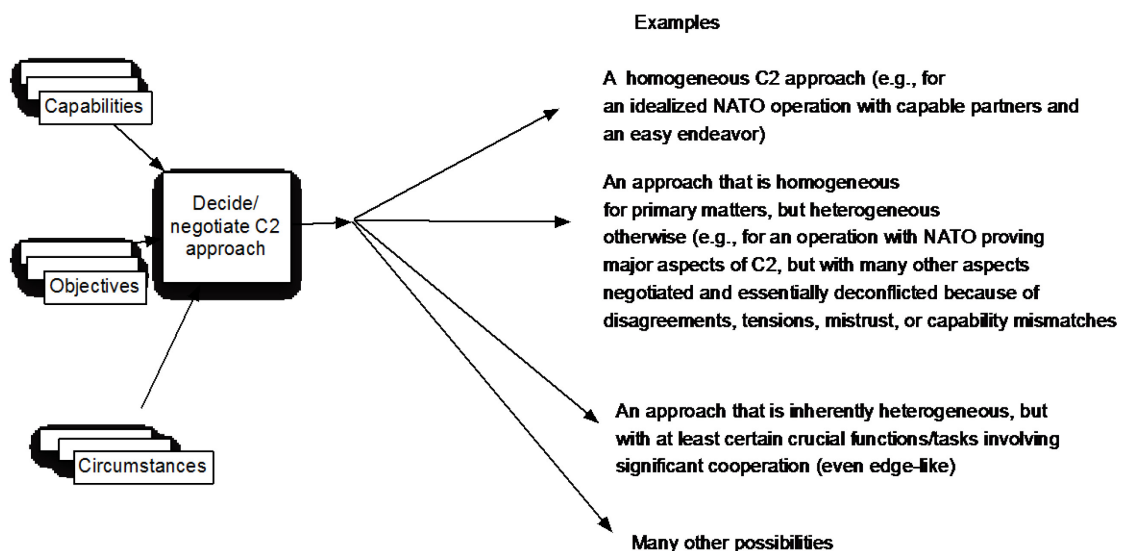 Examples
Capabilities
Objectives
Circumstances
Decide/
negotiate C2
approach
A homogeneous C2 approach (e.g., for
an idealized NATO operation with capable partners and
an easy endeavor)
An approach that is homogeneous
for primary matters, but heterogeneous
otherwise (e.g., for an operation with NATO proving
major aspects of C2, but with many other aspects
negotiated and essentially deconflicted because of
disagreements, tensions, mistrust, or capability mismatches
An approach that is inherently heterogeneous, but
with at least certain crucial functions/tasks involving
significant cooperation (even edge-like)
Many other possibilities